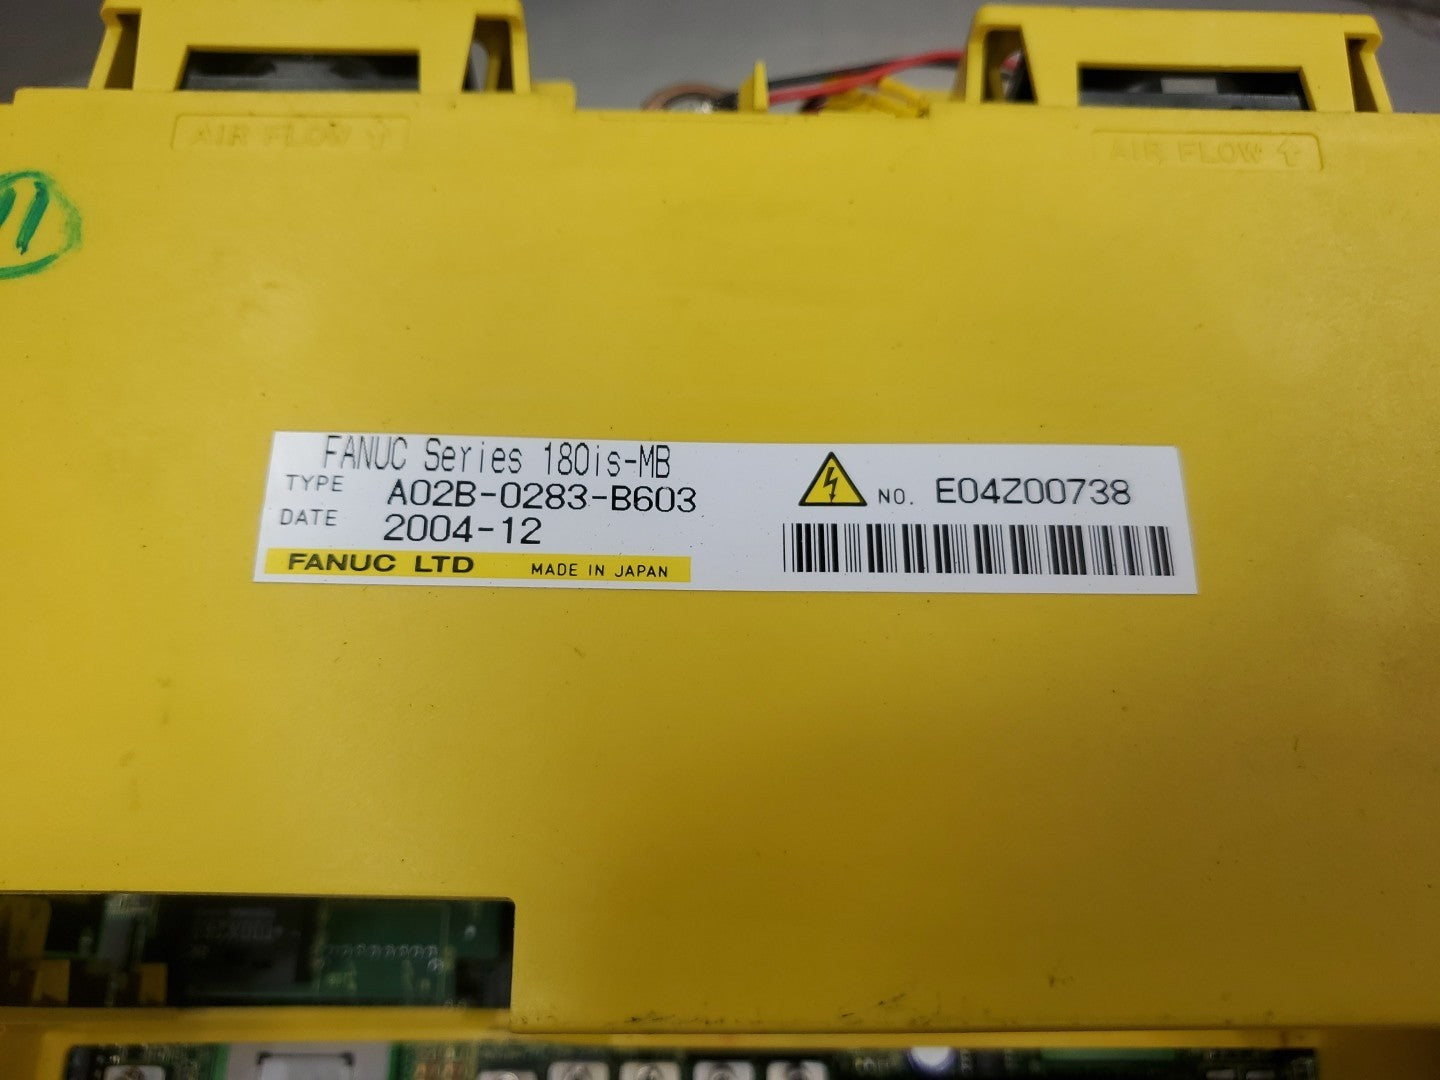 AIR FLOW ↑
AIR FLOW ↑
11
FANUC Series 180is-MB
TYPE A02B-0283-B603
DATE 2004-12
FANUC LTD MADE IN JAPAN
NO. E04Z00738